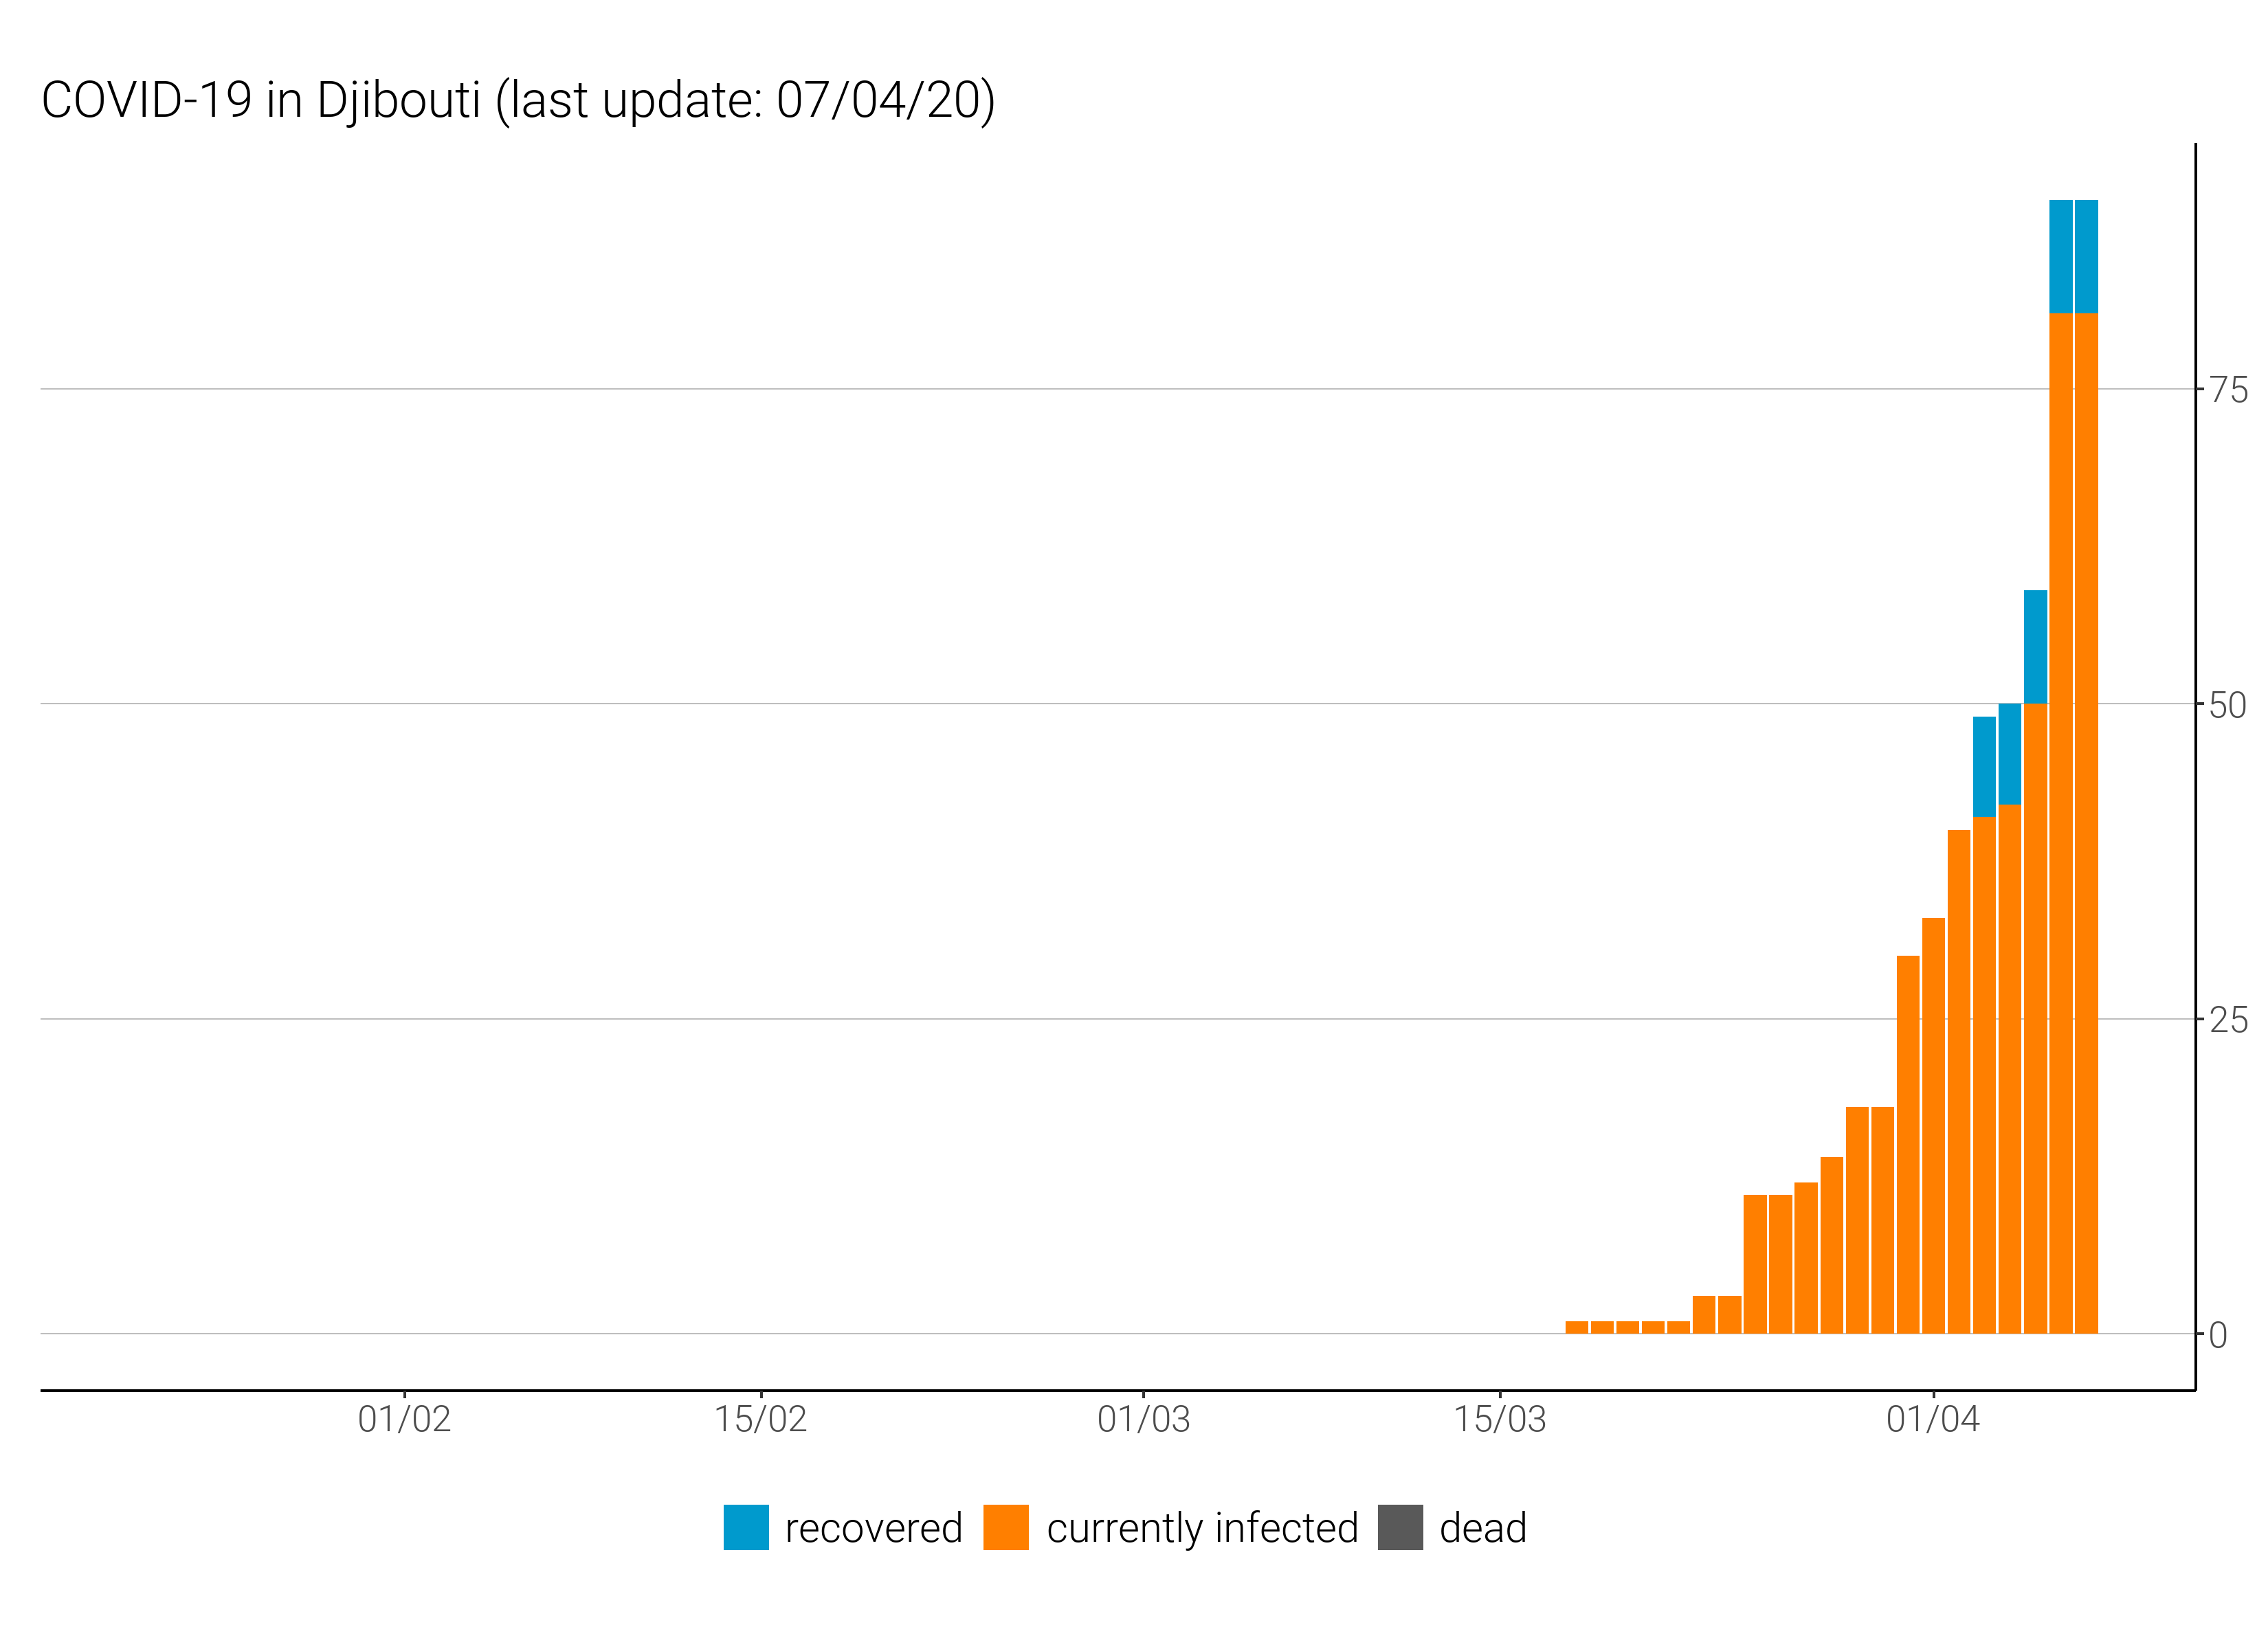 COVID-19 in Djibouti (last update: 07/04/20)
75
50
25
0
01/02 15/02 01/03 15/03 01/04
recovered currently infected dead